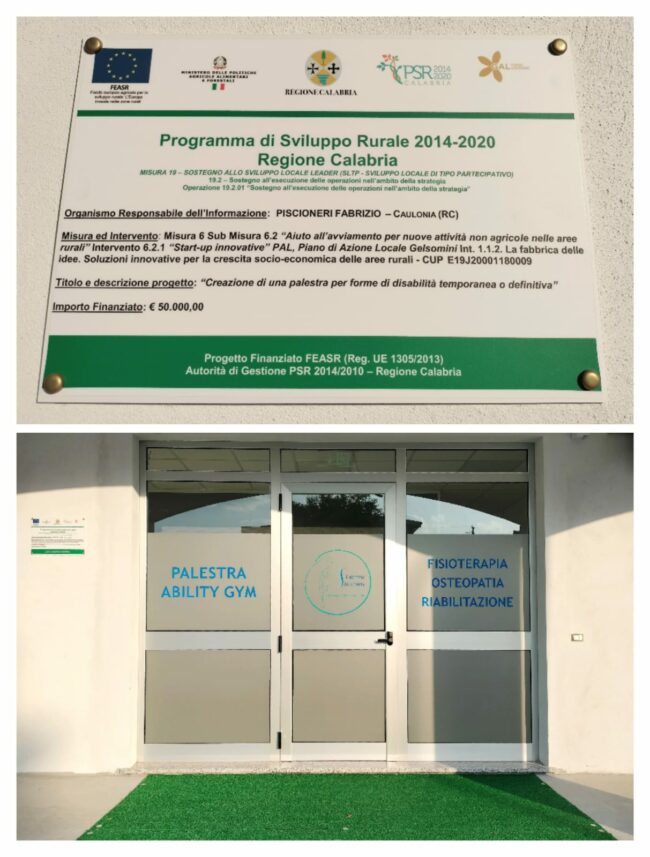 FEASR
Fondo europeo agricolo per lo
sviluppo rurale: L'Europa
investe nelle zone rurali
MINISTERO DELLE POLITICHE
AGRICOLE ALIMENTARI
E FORESTALI
REGIONE CALABRIA
PSR 2014
2020
CALABRIA
GAL
Programma di Sviluppo Rurale 2014-2020
Regione Calabria
MISURA 19 – SOSTEGNO ALLO SVILUPPO LOCALE LEADER (SLTP - SVILUPPO LOCALE DI TIPO PARTECIPATIVO)
19.2 – Sostegno all'esecuzione delle operazioni nell'ambito della strategia
Operazione 19.2.01 "Sostegno all'esecuzione delle operazioni nell'ambito della strategia"
Organismo Responsabile dell'Informazione: PISCIONERI FABRIZIO – CAULONIA (RC)
Misura ed Intervento: Misura 6 Sub Misura 6.2 "Aiuto all'avviamento per nuove attività non agricole nelle aree
rurali" Intervento 6.2.1 "Start-up innovative" PAL, Piano di Azione Locale Gelsomini Int. 1.1.2. La fabbrica delle
idee. Soluzioni innovative per la crescita socio-economica delle aree rurali - CUP E19J20001180009
Titolo e descrizione progetto: "Creazione di una palestra per forme di disabilità temporanea o definitiva"
Importo Finanziato: € 50.000,00
Progetto Finanziato FEASR (Reg. UE 1305/2013)
Autorità di Gestione PSR 2014/2010 – Regione Calabria
PALESTRA
ABILITY GYM
FISIOTERAPIA
OSTEOPATIA
RIABILITAZIONE